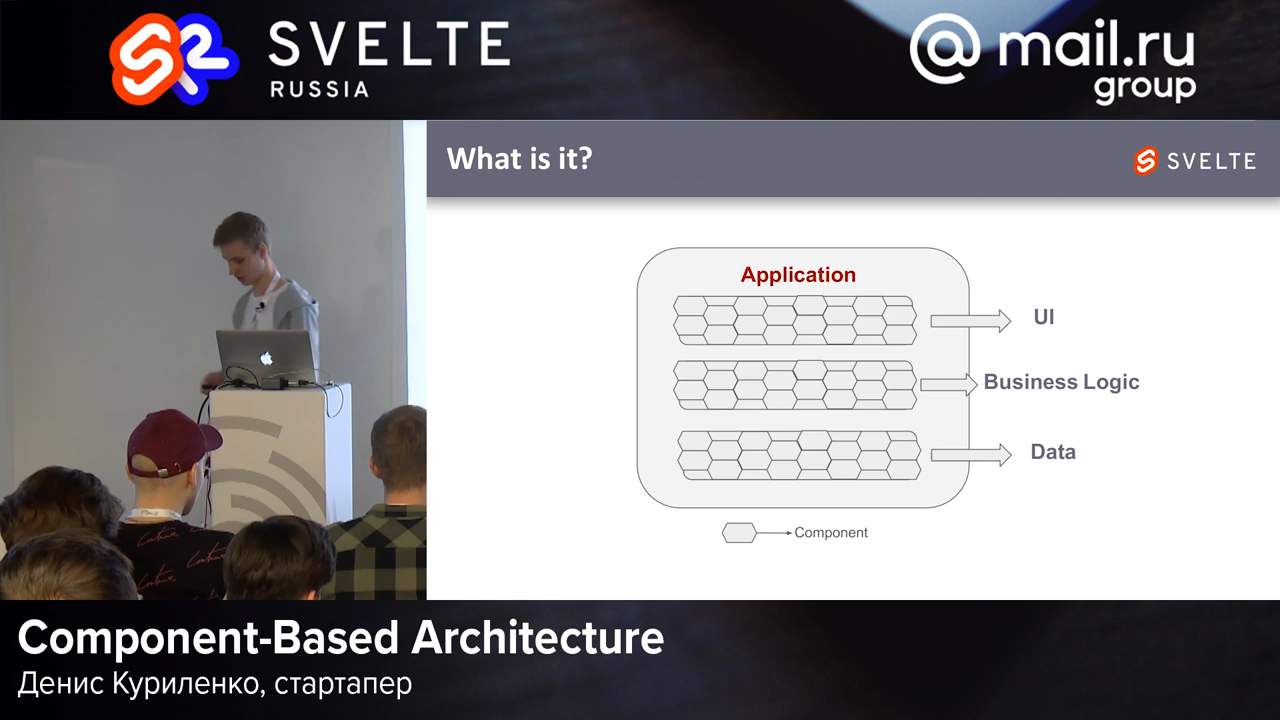 SVELTE
RUSSIA
@mail.ru
group
What is it?
SVELTE
Application
UI
Business Logic
Data
Component
Component-Based Architecture
Денис Куриленко, стартапер